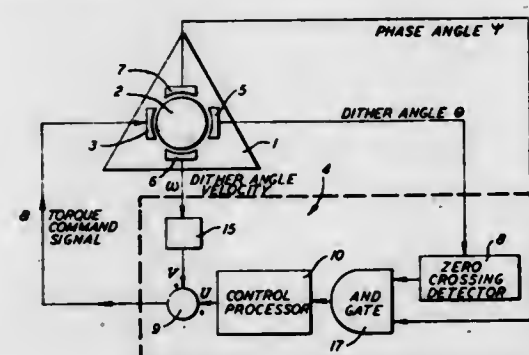 PHASE ANGLE Ψ
7
2
5
3
DITHER ANGLE Θ
1
6
ω
DITHER ANGLE
VELOCITY
4
8
TORQUE
COMMAND
SIGNAL
15
10
8
V
U
9
CONTROL
PROCESSOR
AND
GATE
17
ZERO
CROSSING
DETECTOR